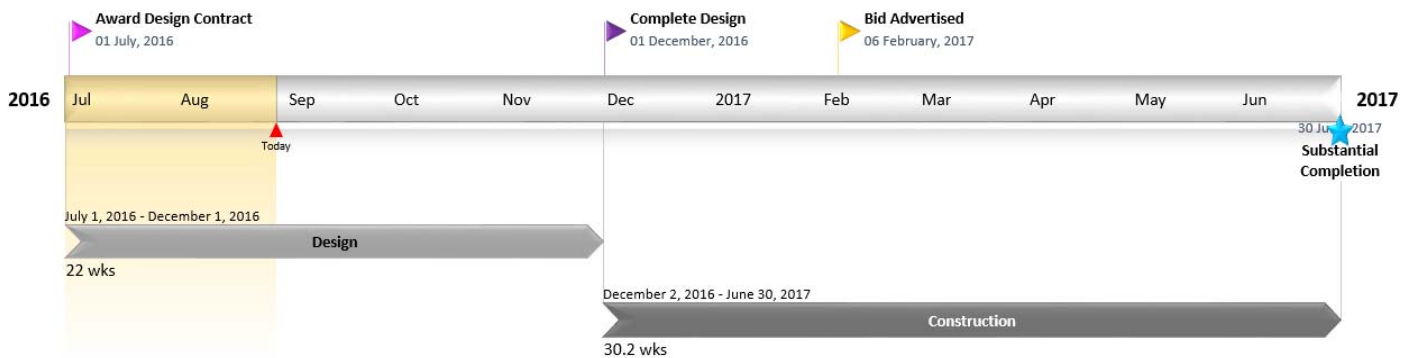 Award Design Contract
01 July, 2016
Complete Design
01 December, 2016
Bid Advertised
06 February, 2017
2016 Jul Aug Sep Oct Nov Dec 2017 Feb Mar Apr May Jun 2017
Today
30 2017
Substantial
Completion
July 1, 2016 - December 1, 2016
Design
22 wks
December 2, 2016 - June 30, 2017
Construction
30.2 wks